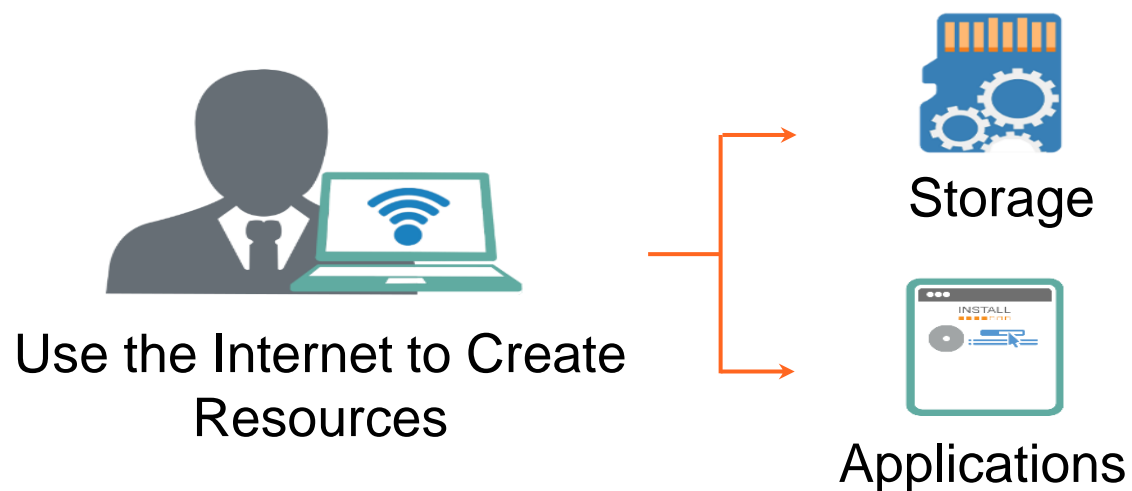 Storage
INSTALL
Use the Internet to Create
Resources
Applications